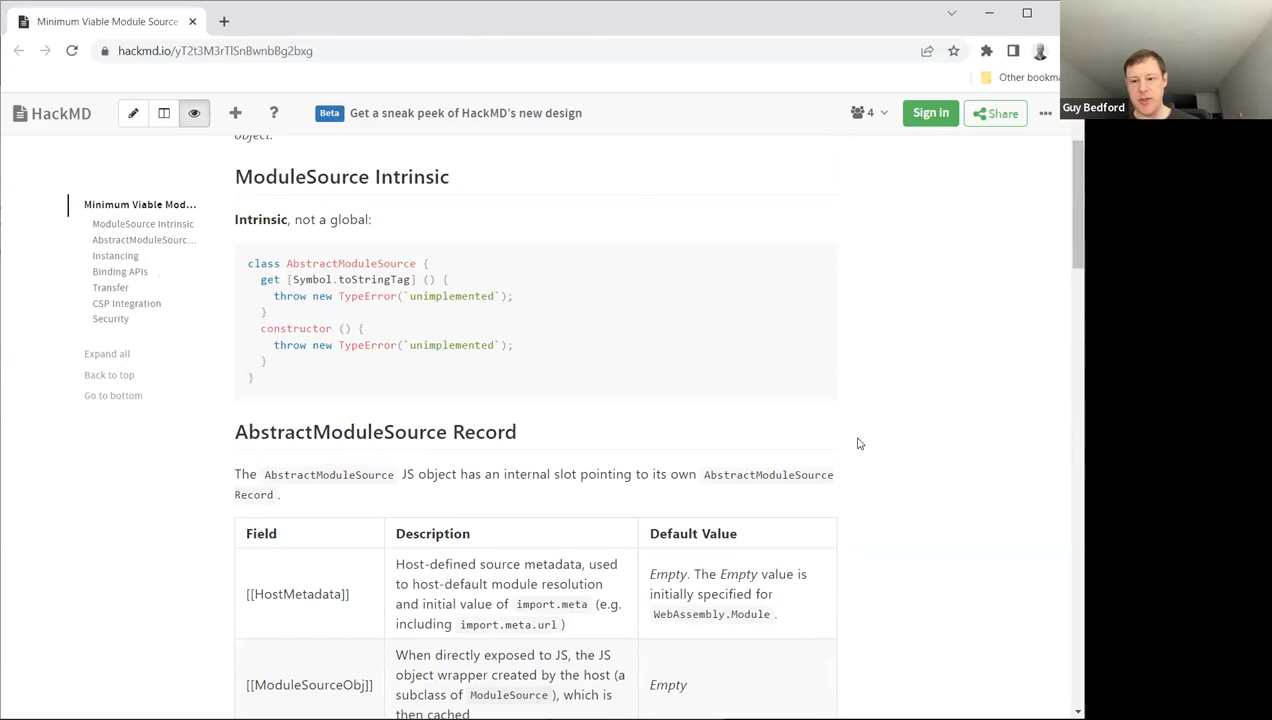 Minimum Viable Module Source
hackmd.io/yT2t3M3rTlSnBwnbBg2bxg
Other bookma
HackMD
Beta
Get a sneak peek of HackMD's new design
4
Sign in
Share
Guy Bedford
object.
Minimum Viable Mod...
ModuleSource Intrinsic
AbstractModuleSourc...
Instancing
Binding APIs
Transfer
CSP Integration
Security
Expand all
Back to top
Go to bottom
ModuleSource Intrinsic
Intrinsic, not a global:
class AbstractModuleSource {
get [Symbol.toStringTag] () {
throw new TypeError(`unimplemented`);
}
constructor () {
throw new TypeError(`unimplemented`);
}
}
AbstractModuleSource Record
The AbstractModuleSource JS object has an internal slot pointing to its own AbstractModuleSource
Record .
Field
Description
Default Value
[[HostMetadata]]
Host-defined source metadata, used
to host-default module resolution
and initial value of import.meta (e.g.
including import.meta.url )
Empty. The Empty value is
initially specified for
WebAssembly.Module .
[[ModuleSourceObj]]
When directly exposed to JS, the JS
object wrapper created by the host (a
subclass of ModuleSource ), which is
then cached
Empty